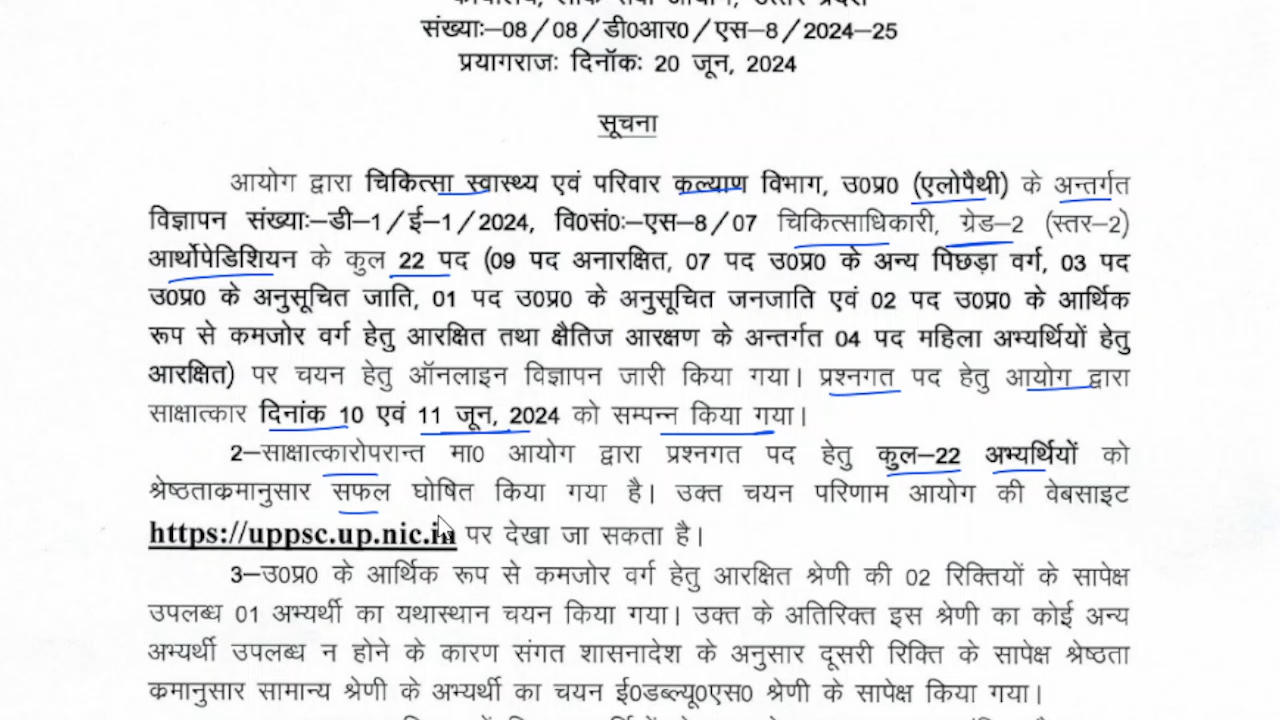 संख्याः–08/08/डी0आर0/एस–8/2024–25
प्रयागराजः दिनॉकः 20 जून, 2024
सूचना
आयोग द्वारा चिकित्सा स्वास्थ्य एवं परिवार कल्याण विभाग, उ0प्र0 (एलोपैथी) के अन्तर्गत
विज्ञापन संख्याः–डी–1/ई–1/2024, वि0सं0ः–एस–8/07 चिकित्साधिकारी, ग्रेड–2 (स्तर–2)
आर्थोपेडिशियन के कुल 22 पद (09 पद अनारक्षित, 07 पद उ0प्र0 के अन्य पिछड़ा वर्ग, 03 पद
उ0प्र0 के अनुसूचित जाति, 01 पद उ0प्र0 के अनुसूचित जनजाति एवं 02 पद उ0प्र0 के आर्थिक
रूप से कमजोर वर्ग हेतु आरक्षित तथा क्षैतिज आरक्षण के अन्तर्गत 04 पद महिला अभ्यर्थियों हेतु
आरक्षित) पर चयन हेतु ऑनलाइन विज्ञापन जारी किया गया। प्रश्नगत पद हेतु आयोग द्वारा
साक्षात्कार दिनांक 10 एवं 11 जून, 2024 को सम्पन्न किया गया।
2–साक्षात्कारोपरान्त मा0 आयोग द्वारा प्रश्नगत पद हेतु कुल–22 अभ्यर्थियों को
श्रेष्ठताक्रमानुसार सफल घोषित किया गया है। उक्त चयन परिणाम आयोग की वेबसाइट
https://uppsc.up.nic.in पर देखा जा सकता है।
3–उ0प्र0 के आर्थिक रूप से कमजोर वर्ग हेतु आरक्षित श्रेणी की 02 रिक्तियों के सापेक्ष
उपलब्ध 01 अभ्यर्थी का यथास्थान चयन किया गया। उक्त के अतिरिक्त इस श्रेणी का कोई अन्य
अभ्यर्थी उपलब्ध न होने के कारण संगत शासनादेश के अनुसार दूसरी रिक्ति के सापेक्ष श्रेष्ठता
क्रमानुसार सामान्य श्रेणी के अभ्यर्थी का चयन ई0डब्ल्यू0एस0 श्रेणी के सापेक्ष किया गया।